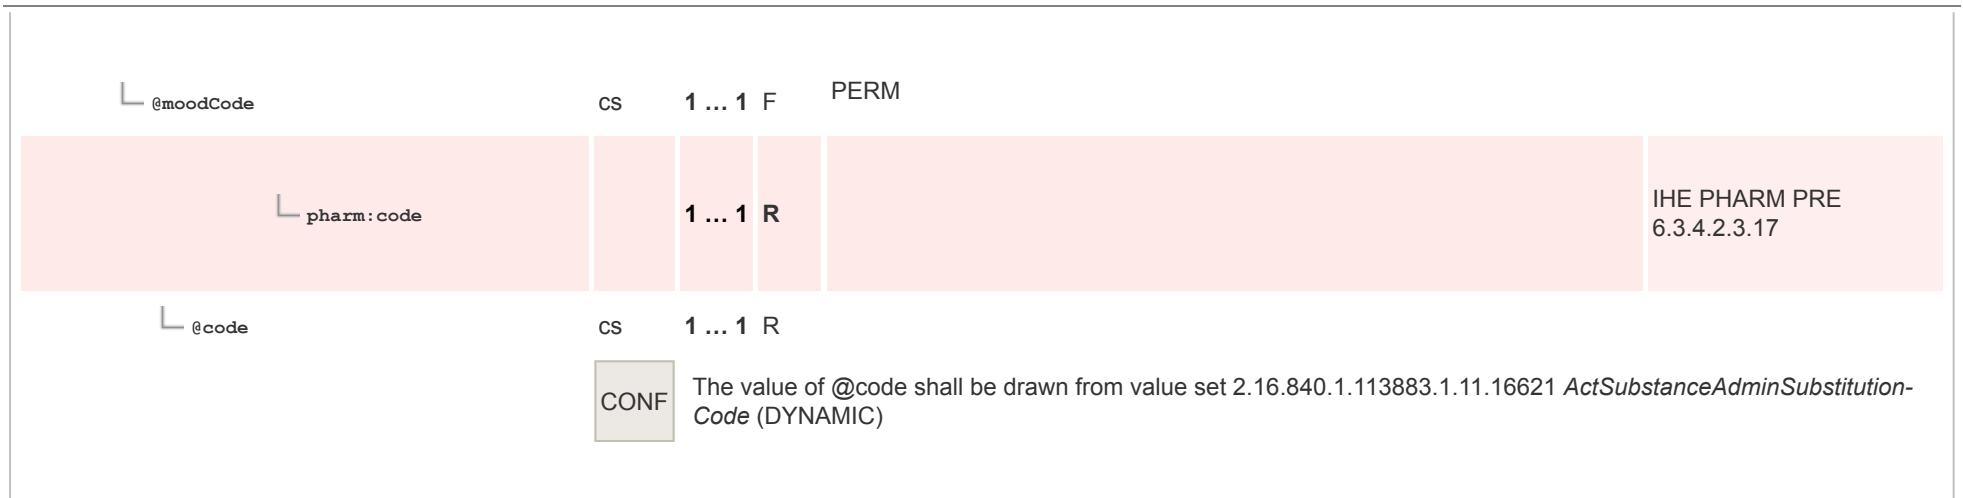 @moodCode cs 1 … 1 F PERM
pharm:code 1 … 1 R IHE PHARM PRE
6.3.4.2.3.17
@code cs 1 … 1 R
CONF The value of @code shall be drawn from value set 2.16.840.1.113883.1.11.16621 ActSubstanceAdminSubstitution-
Code (DYNAMIC)